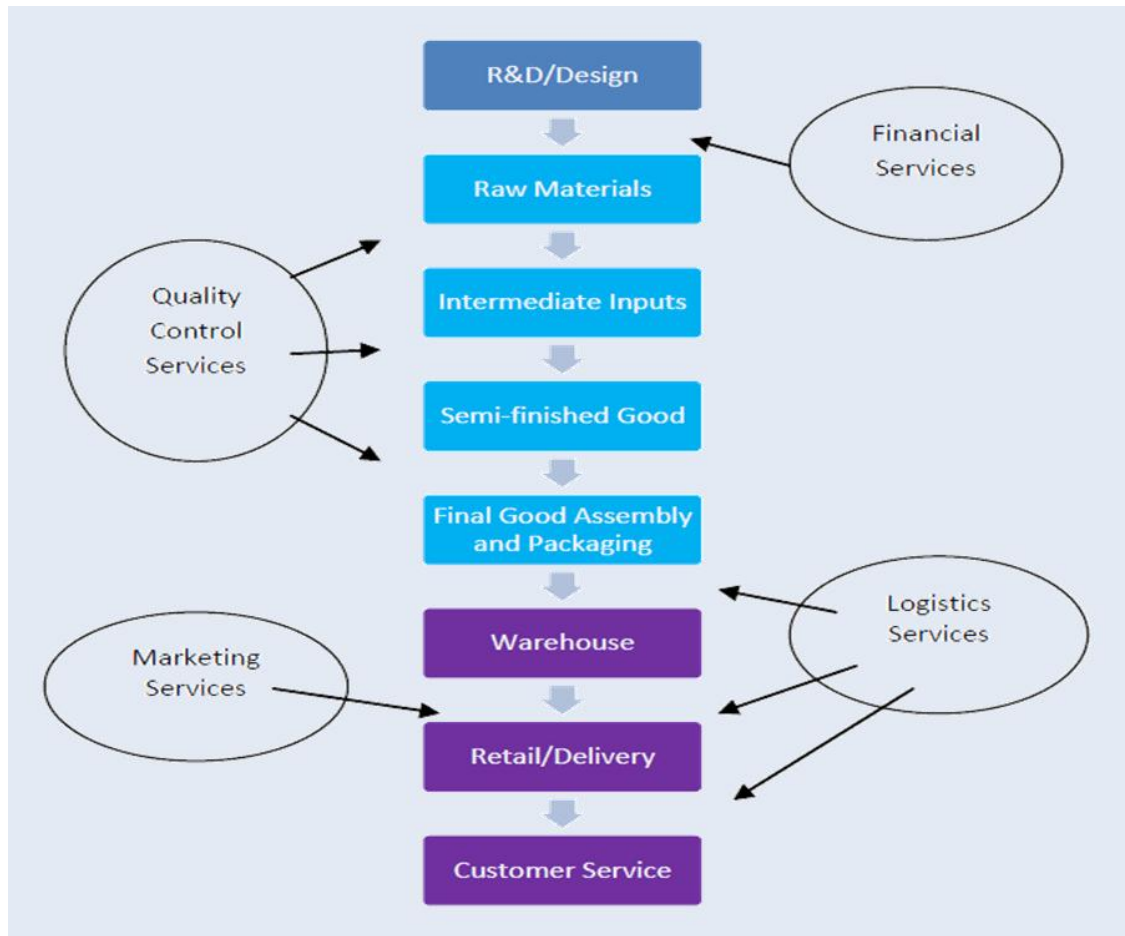 R&D/Design
Financial
Services
Raw Materials
Quality
Control
Services
Intermediate Inputs
Semi-finished Good
Final Good Assembly
and Packaging
Logistics
Services
Warehouse
Marketing
Services
Retail/Delivery
Customer Service